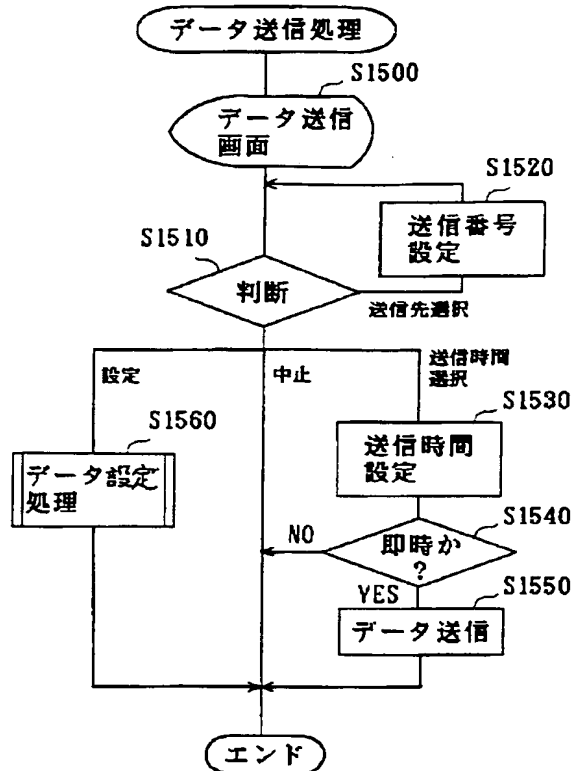 データ送信処理
S1500
データ送信
画面
S1520
送信番号
設定
S1510
判断
送信先選択
設定
中止
送信時間
選択
S1560
データ設定
処理
S1530
送信時間
設定
S1540
NO
即時か
?
YES
S1550
データ送信
エンド